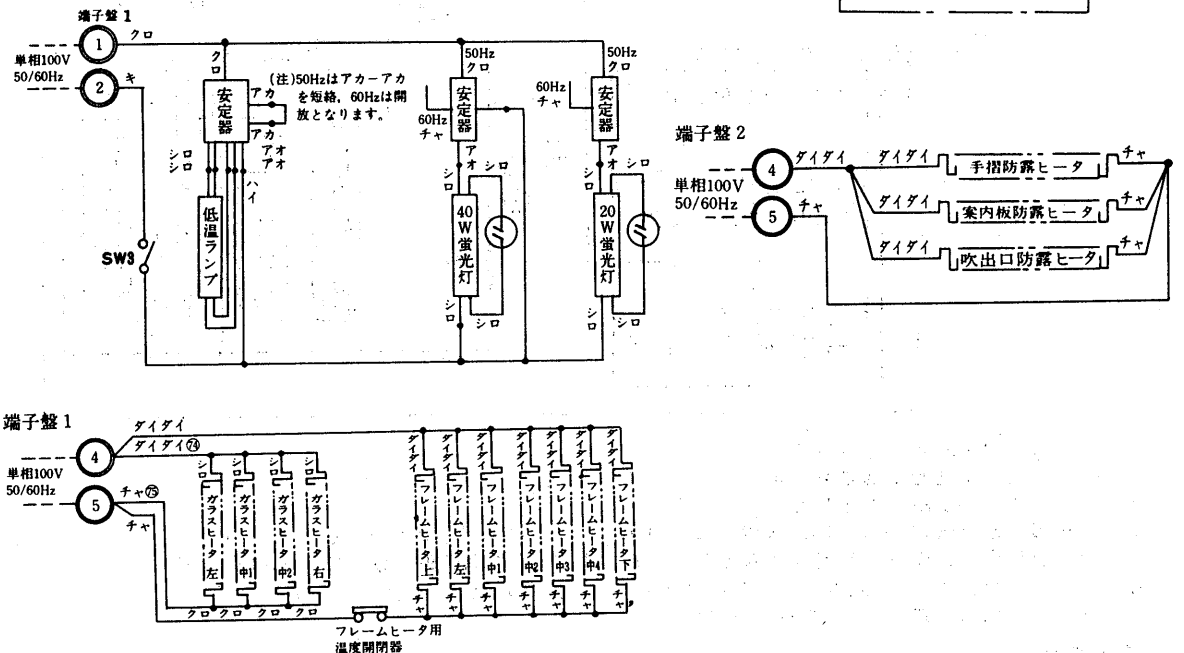 端子盤1
1
クロ
単相100V
50/60Hz
2
キ
クロ
安定器
アカ
アカ
(注)50Hzはアカーアカ
を短絡，60Hzは開
放となります。
シロ
シロ
アオ
アオ
ハイ
低温ランプ
SW3
50Hz
クロ
安定器
60Hz
チャ
アオ
シロ
シロ
40W蛍光灯
シロ
シロ
50Hz
クロ
安定器
60Hz
チャ
アオ
シロ
シロ
20W蛍光灯
シロ
シロ
端子盤2
4
ダイダイ
単相100V
50/60Hz
5
チャ
ダイダイ
手摺防露ヒータ
チャ
ダイダイ
案内板防露ヒータ
チャ
ダイダイ
吹出口防露ヒータ
チャ
端子盤1
4
ダイダイ
ダイダイ74
単相100V
50/60Hz
5
チャ75
チャ
シロ
シロ
シロ
シロ
ガラスヒータ左
ガラスヒータ中1
ガラスヒータ中2
ガラスヒータ右
クロ
クロ
クロ
クロ
フレームヒータ用
温度開閉器
ダイダイ
ダイダイ
ダイダイ
ダイダイ
ダイダイ
ダイダイ
ダイダイ
フレームヒータ上
フレームヒータ左
フレームヒータ中1
フレームヒータ中2
フレームヒータ中3
フレームヒータ中4
フレームヒータ下
チャ
チャ
チャ
チャ
チャ
チャ
チャ